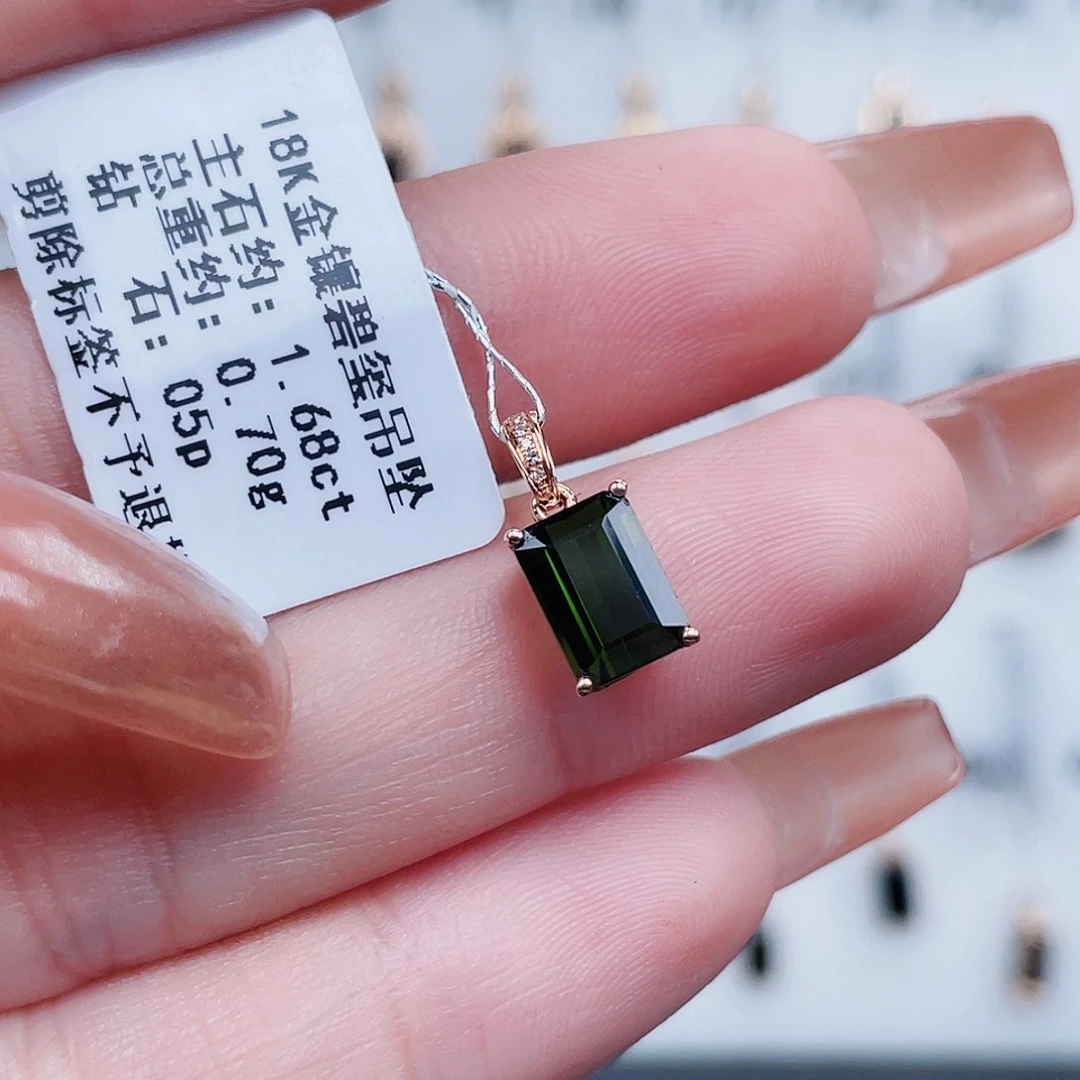 18K金镶碧玺吊坠
主石约: 1.68ct
总重约: 0.70g
钻 石: 05p
剪除标签不予退